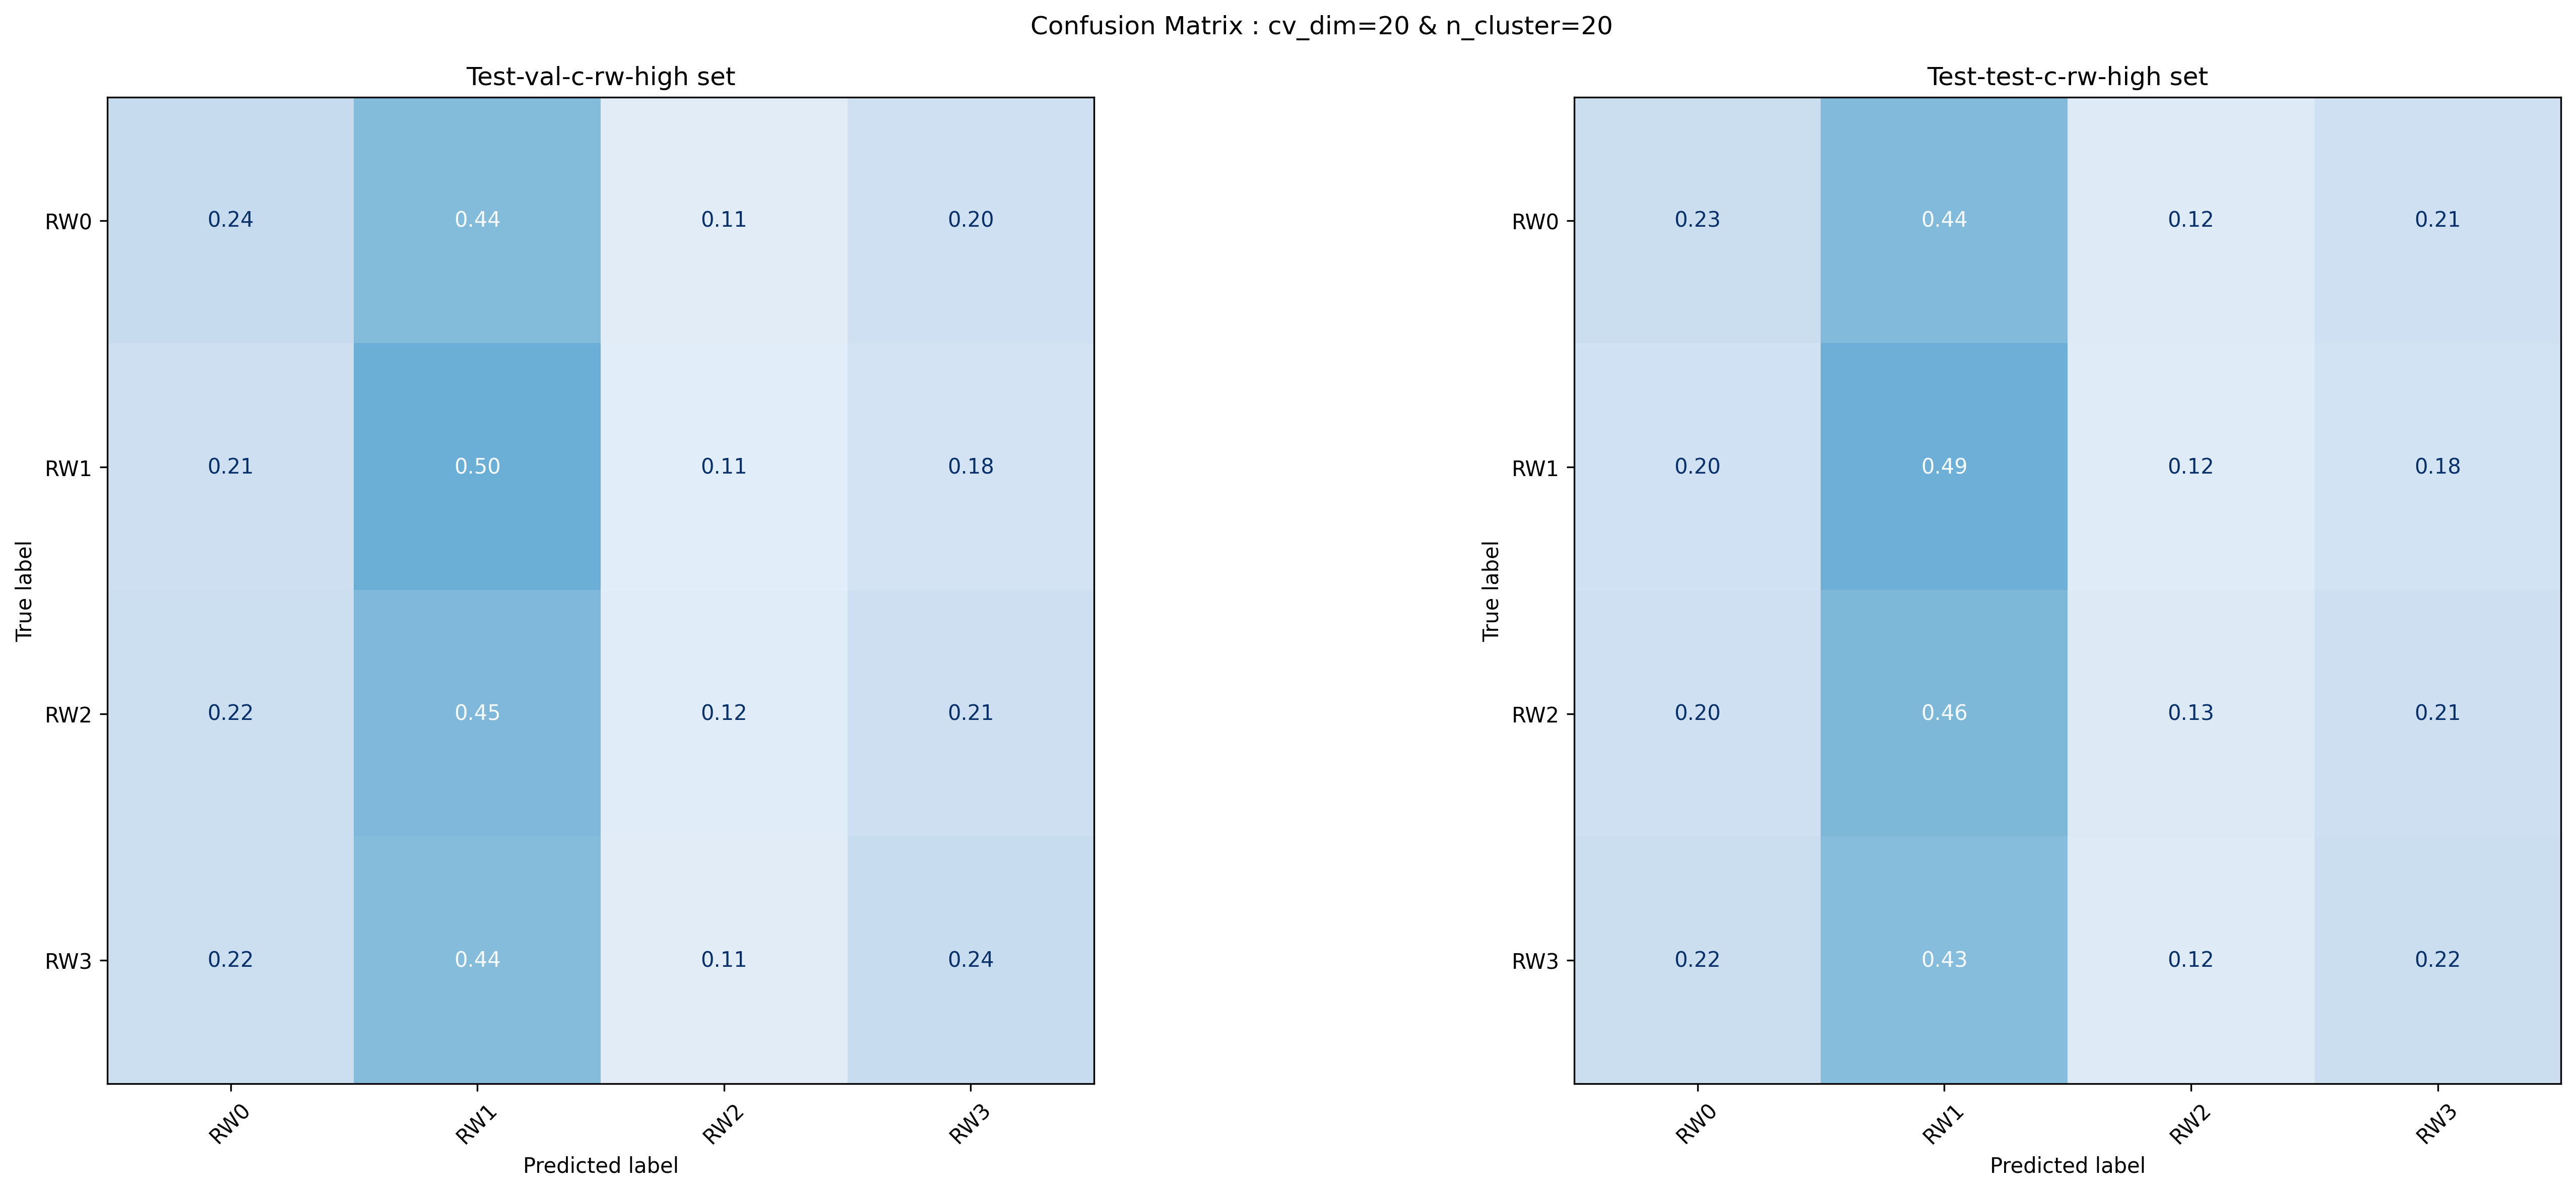 Confusion Matrix : cv_dim=20 & n_cluster=20
Test-val-c-rw-high set
True label
RW0 0.24 0.44 0.11 0.20
RW1 0.21 0.50 0.11 0.18
RW2 0.22 0.45 0.12 0.21
RW3 0.22 0.44 0.11 0.24
RW0 RW1 RW2 RW3
Predicted label
Test-test-c-rw-high set
True label
RW0 0.23 0.44 0.12 0.21
RW1 0.20 0.49 0.12 0.18
RW2 0.20 0.46 0.13 0.21
RW3 0.22 0.43 0.12 0.22
RW0 RW1 RW2 RW3
Predicted label